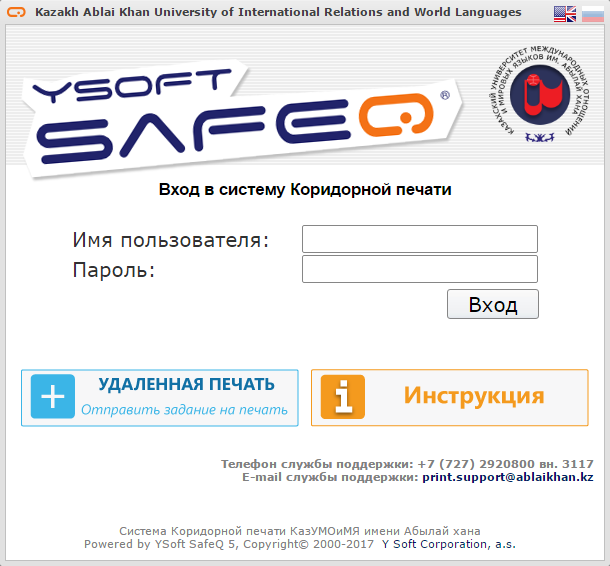 Kazakh Ablai Khan University of International Relations and World Languages
YSOFT
SAFEQ®
КАЗАХСКИЙ УНИВЕРСИТЕТ МЕЖДУНАРОДНЫХ ОТНОШЕНИЙ
И МИРОВЫХ ЯЗЫКОВ ИМ. АБЫЛАЙ ХАНА
Вход в систему Коридорной печати
Имя пользователя:
Пароль:
Вход
УДАЛЕННАЯ ПЕЧАТЬ
Отправить задание на печать
Инструкция
Телефон службы поддержки: +7 (727) 2920800 вн. 3117
E-mail службы поддержки: print.support@ablaikhan.kz
Система Коридорной печати КазУМОиМЯ имени Абылай хана
Powered by YSoft SafeQ 5, Copyright© 2000-2017 Y Soft Corporation, a.s.